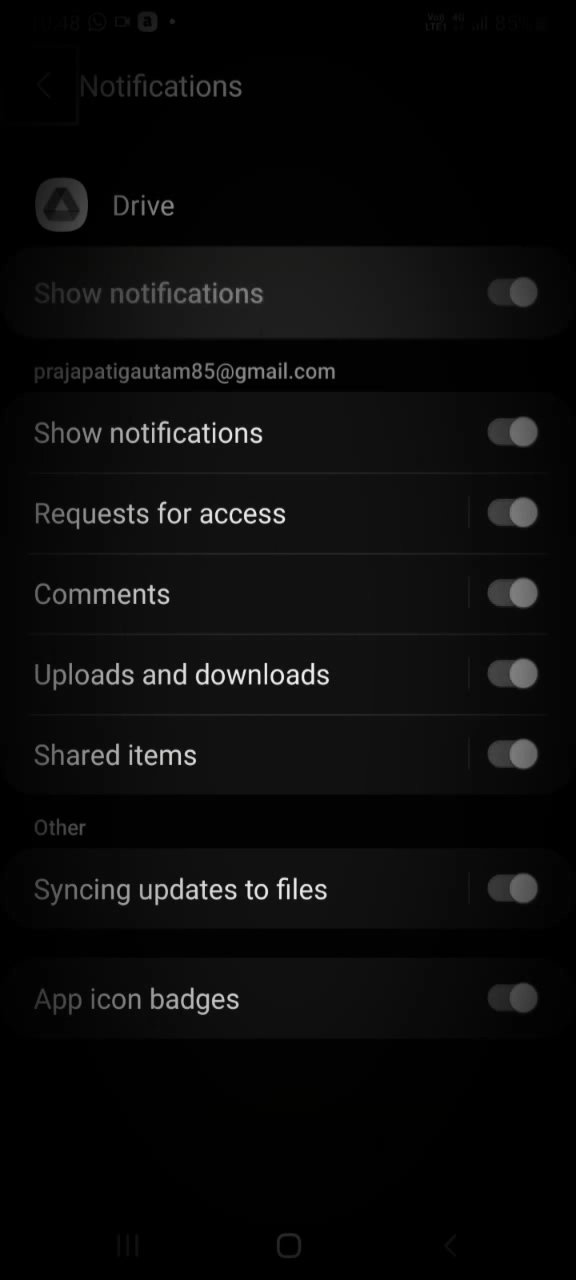 Notifications
Drive
Show notifications
prajapatigautam85@gmail.com
Show notifications
Requests for access
Comments
Uploads and downloads
Shared items
Other
Syncing updates to files
App icon badges